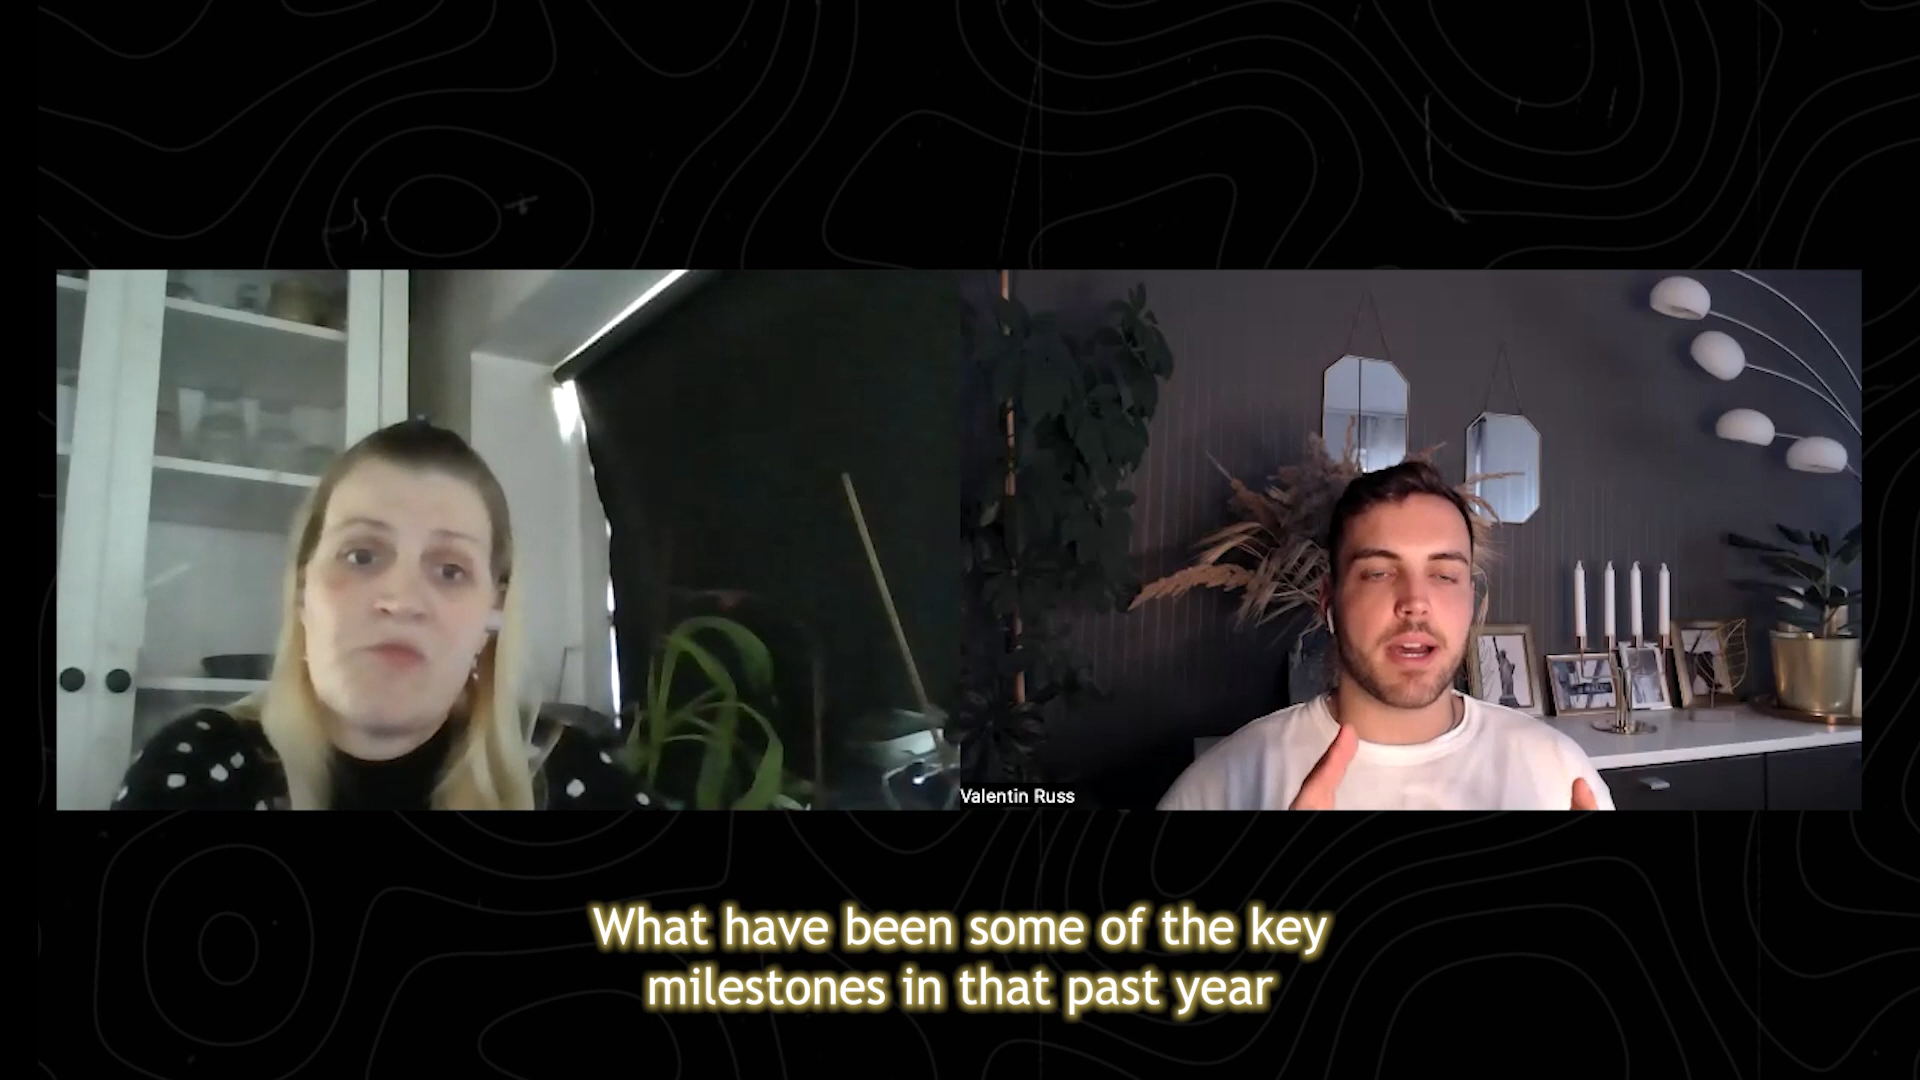 Valentin Russ
What have been some of the key
milestones in that past year